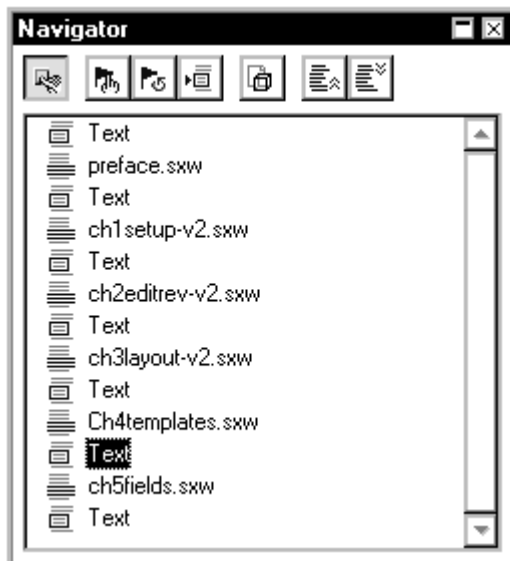 Navigator
Text
preface.sxw
Text
ch1setup-v2.sxw
Text
ch2editrev-v2.sxw
Text
ch3layout-v2.sxw
Text
Ch4templates.sxw
Text
ch5fields.sxw
Text